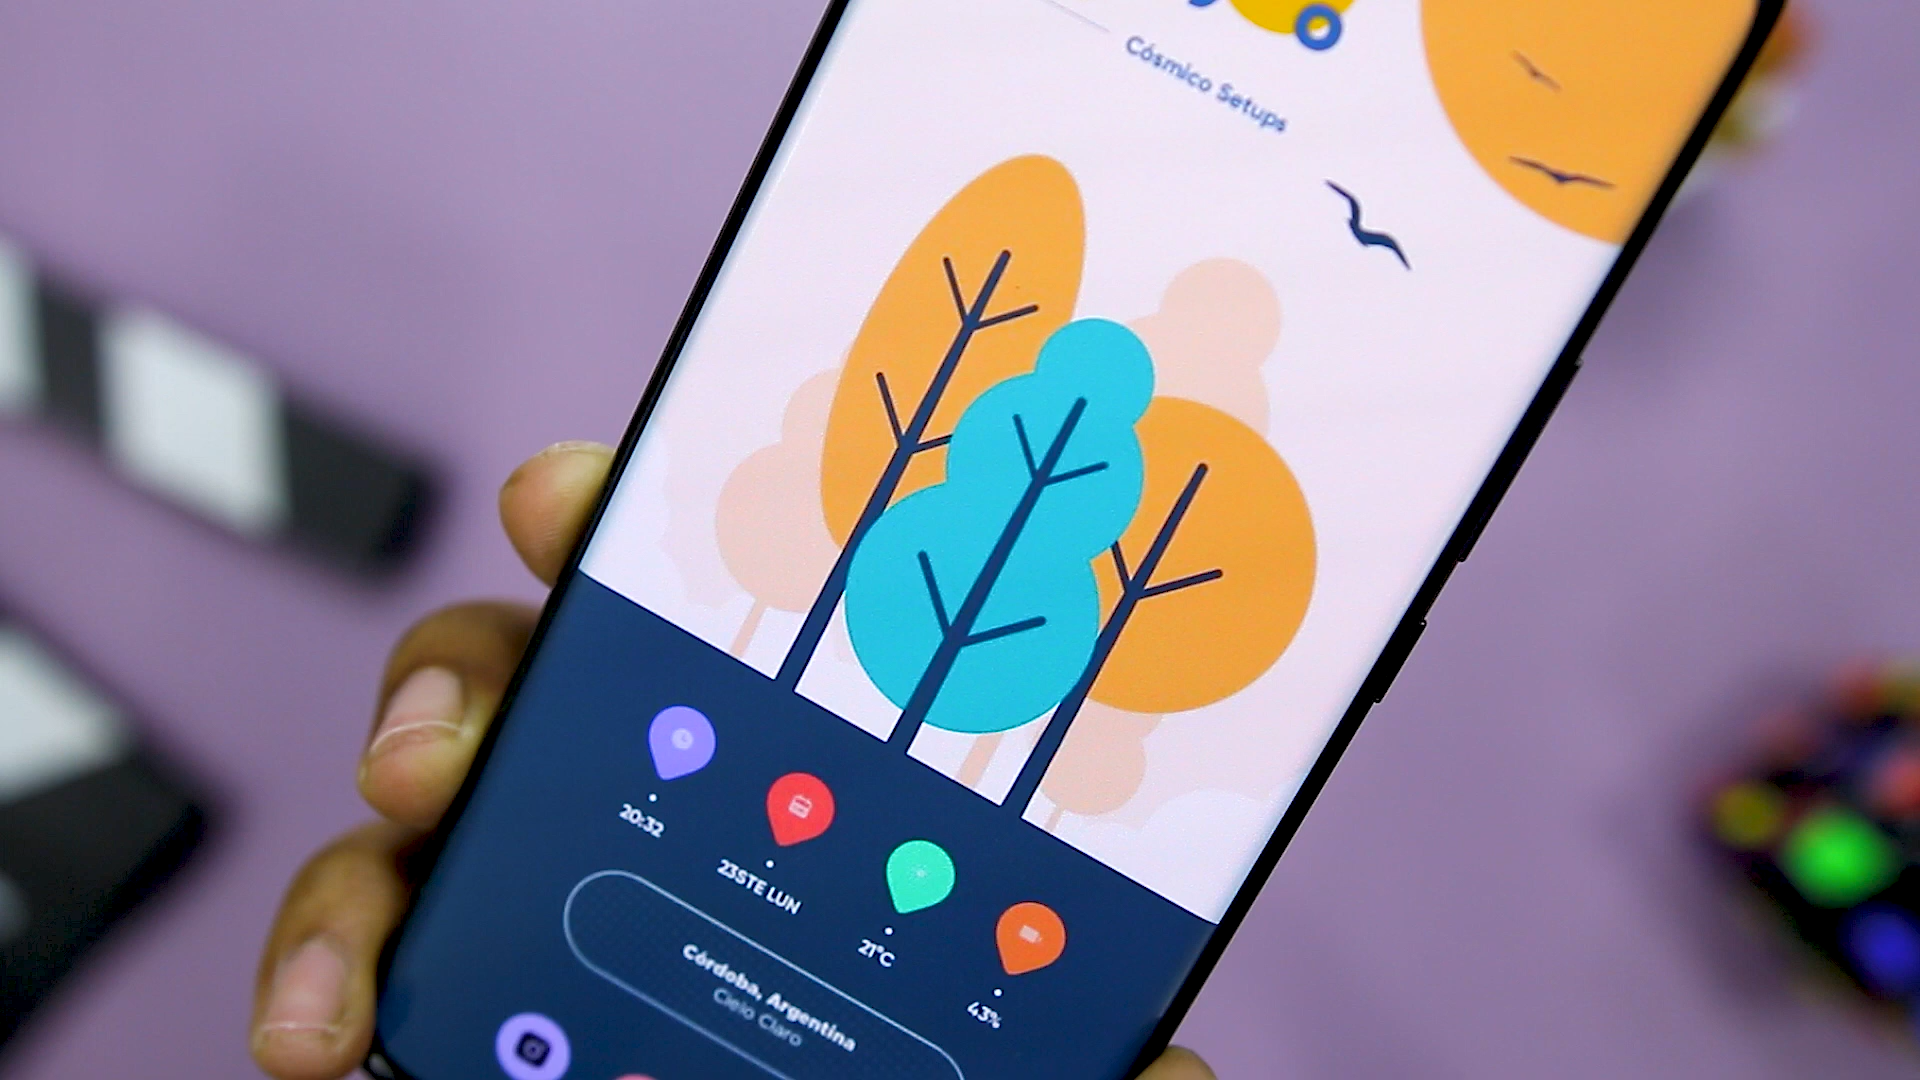 Cósmico Setups
20:32
23STE LUN
21°C
43%
Córdoba, Argentina
Cielo Claro